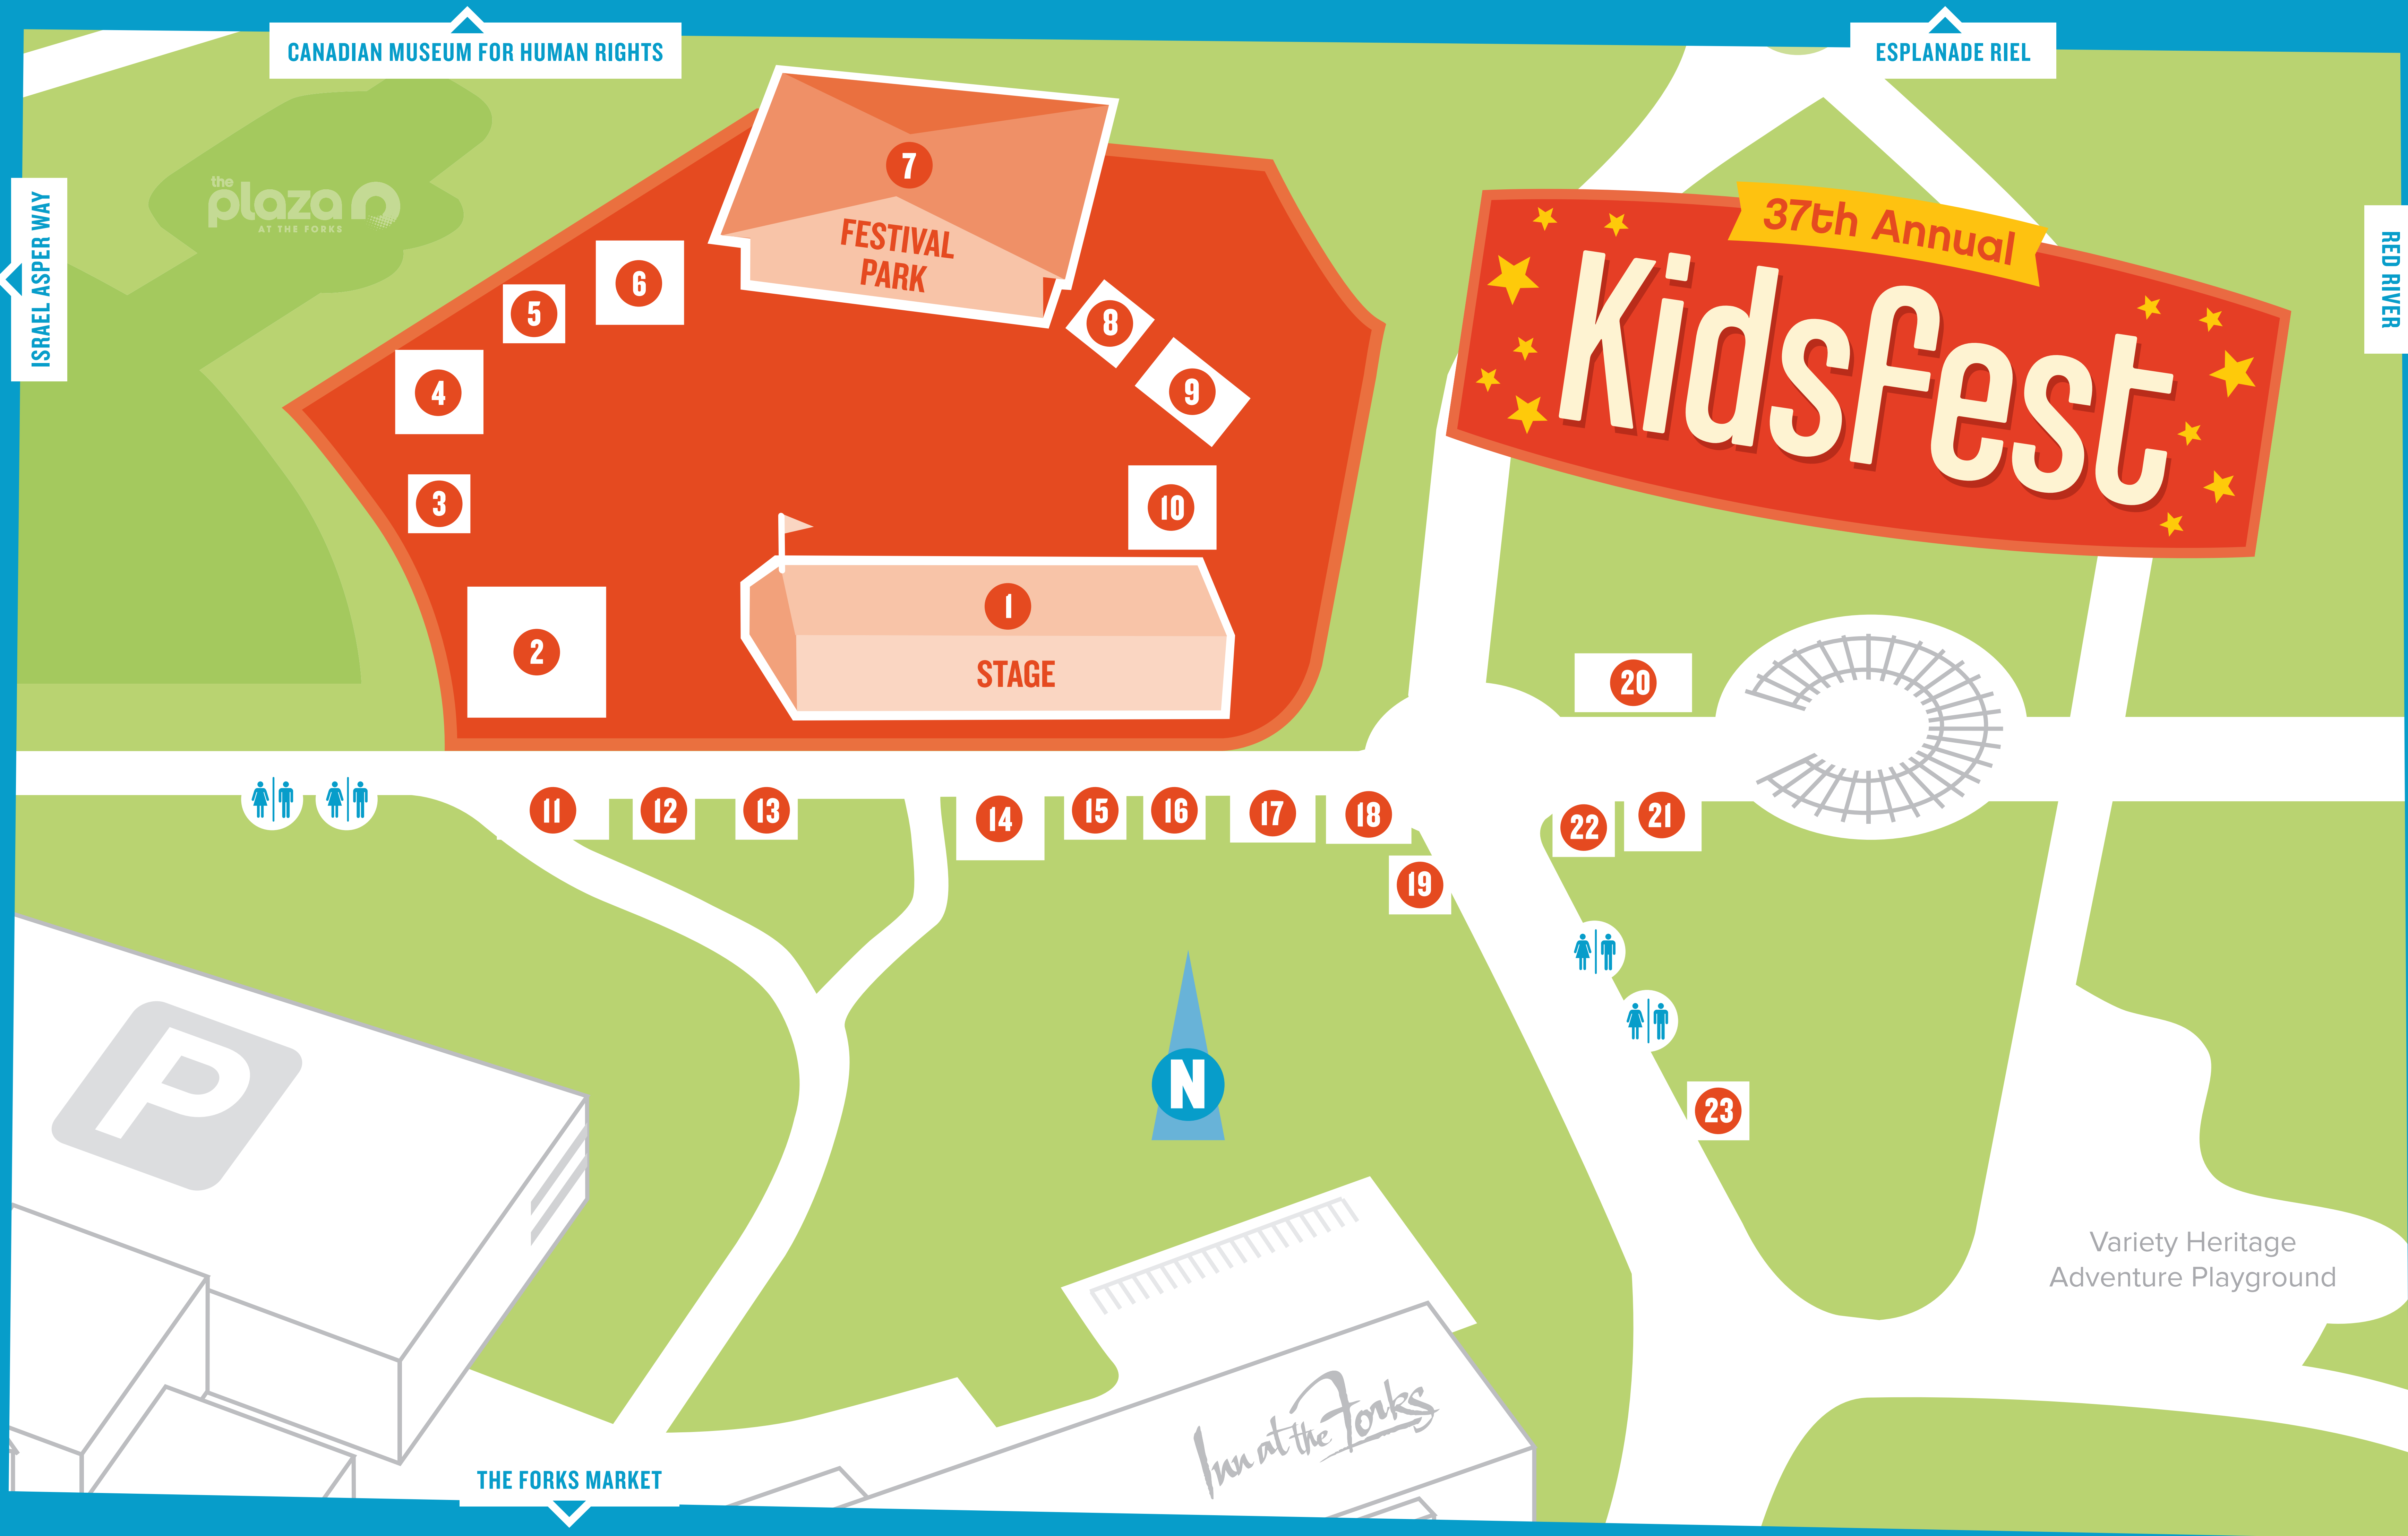 CANADIAN MUSEUM FOR HUMAN RIGHTS
ESPLANADE RIEL
ISRAEL ASPER WAY
RED RIVER
the
plaza
AT THE FORKS
37th Annual
Kidsfest
7
FESTIVAL
PARK
6
5
8
4
9
3
10
1
2
STAGE
20
11
12
13
14
15
16
17
18
22
21
19
N
P
23
Variety Heritage
Adventure Playground
Inn at the Forks
THE FORKS MARKET